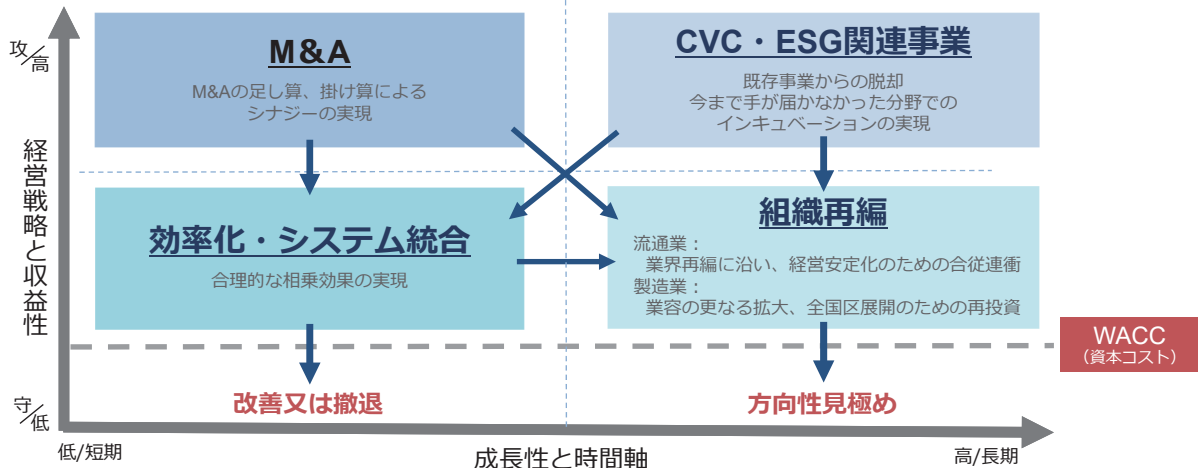 攻/高
M&A
M&Aの足し算、掛け算による
シナジーの実現
CVC・ESG関連事業
既存事業からの脱却
今まで手が届かなかった分野での
インキュベーションの実現
経営戦略と収益性
効率化・システム統合
合理的な相乗効果の実現
組織再編
流通業：
業界再編に沿い、経営安定化のための合従連衡
製造業：
業容の更なる拡大、全国区展開のための再投資
WACC
（資本コスト）
改善又は撤退
方向性見極め
守/低
低/短期
成長性と時間軸
高/長期